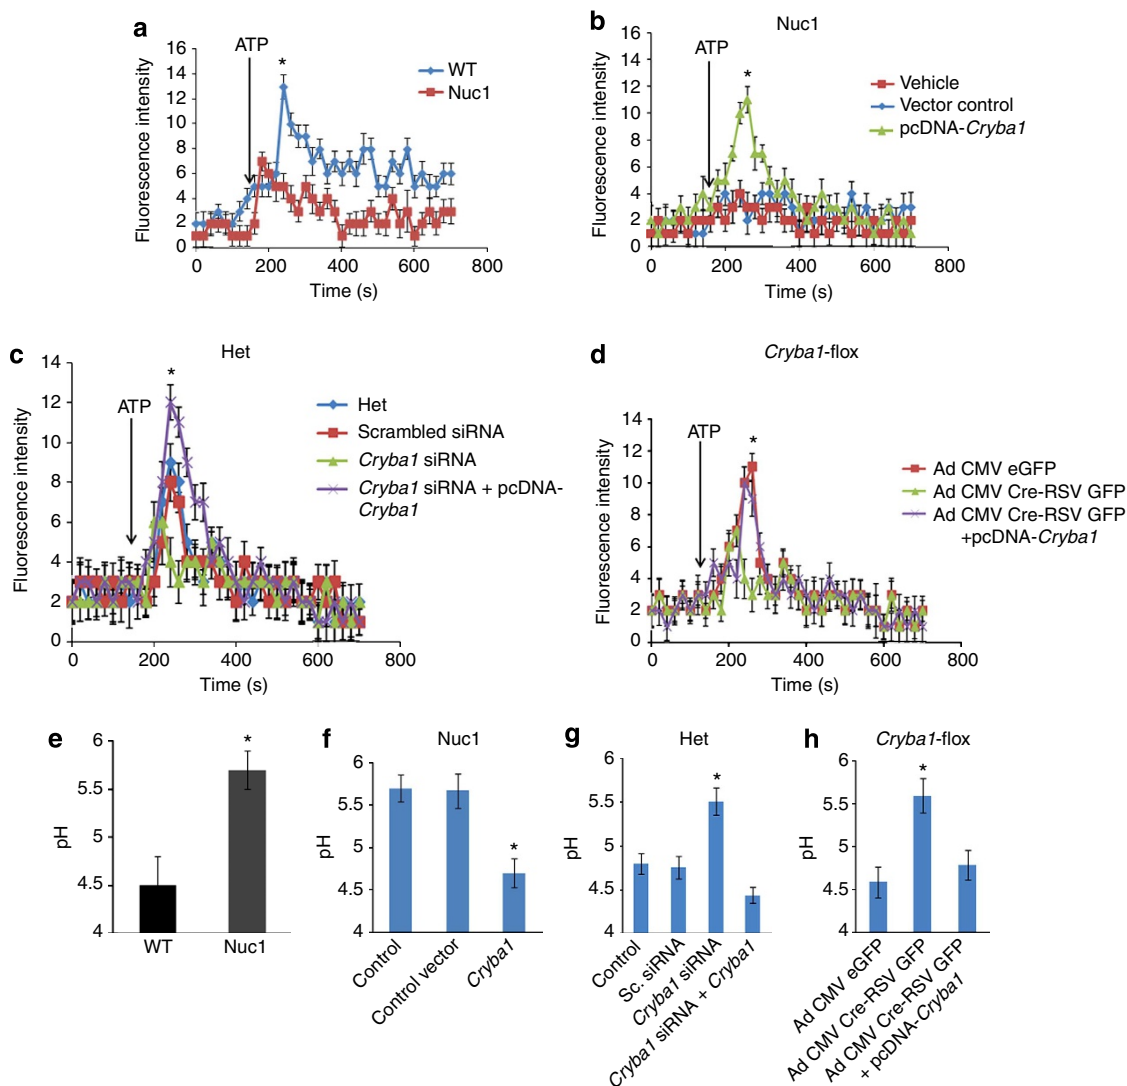 a
ATP
*
Fluorescence intensity
16
14
12
10
8
6
4
2
0
0 200 400 600 800
Time (s)
WT
Nuc1
b
Nuc1
ATP
*
Fluorescence intensity
16
14
12
10
8
6
4
2
0
0 200 400 600 800
Time (s)
Vehicle
Vector control
pcDNA-Cryba1
c
Het
ATP
*
Fluorescence intensity
14
12
10
8
6
4
2
0
0 200 400 600 800
Time (s)
Het
Scrambled siRNA
Cryba1 siRNA
Cryba1 siRNA + pcDNA-
Cryba1
d
Cryba1-flox
ATP
*
Fluorescence intensity
14
12
10
8
6
4
2
0
0 200 400 600 800
Time (s)
Ad CMV eGFP
Ad CMV Cre-RSV GFP
Ad CMV Cre-RSV GFP
+pcDNA-Cryba1
e
*
pH
6
5.5
5
4.5
4
WT Nuc1
f
Nuc1
*
pH
6
5.5
5
4.5
4
Control
Control vector
Cryba1
g
Het
*
pH
6
5.5
5
4.5
4
Control
Sc. siRNA
Cryba1 siRNA
Cryba1 siRNA + Cryba1
h
Cryba1-flox
*
pH
6
5.5
5
4.5
4
Ad CMV eGFP
Ad CMV Cre-RSV GFP
Ad CMV Cre-RSV GFP
+ pcDNA-Cryba1